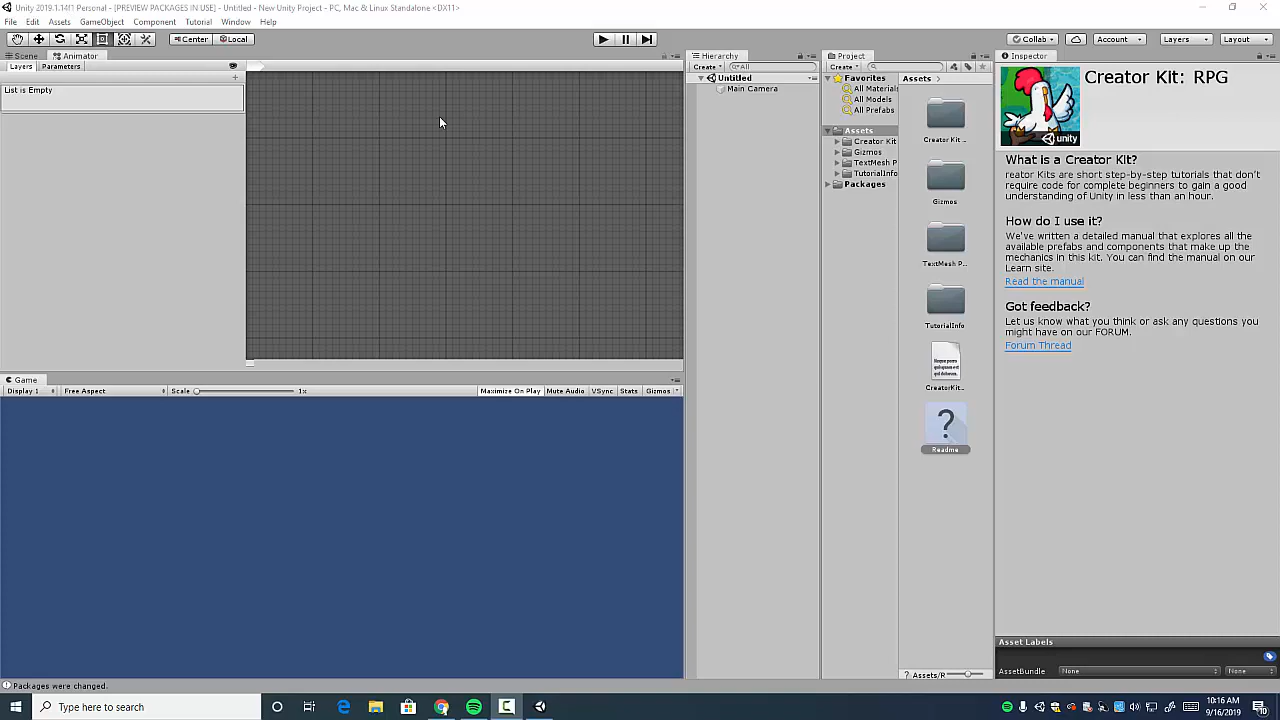 Unity 2019.1.14f1 Personal - [PREVIEW PACKAGES IN USE] - Untitled - New Unity Project - PC, Mac & Linux Standalone <DX11>
File Edit Assets GameObject Component Tutorial Window Help
Center Local
Collab Account Layers Layout
Scene Animator
Layers Parameters
List is Empty
Game
Display 1 Free Aspect Scale 1x Maximize On Play Mute Audio VSync Stats Gizmos
Hierarchy
Create All
Untitled
Main Camera
Project
Create
Favorites
All Materials
All Models
All Prefabs
Assets
Creator Kit
Gizmos
TextMesh P
TutorialInfo
Packages
Assets
Creator Kit...
Gizmos
TextMesh P...
TutorialInfo
CreatorKit...
?
Readme
Assets/R
Inspector
unity
Creator Kit: RPG
What is a Creator Kit?
reator Kits are short step-by-step tutorials that don't
require code for complete beginners to gain a good
understanding of Unity in less than an hour.
How do I use it?
We've written a detailed manual that explores all the
available prefabs and components that make up the
mechanics in this kit. You can find the manual on our
Learn site.
Read the manual
Got feedback?
Let us know what you think or ask any questions you
might have on our FORUM.
Forum Thread
Asset Labels
AssetBundle None None
Packages were changed.
Type here to search
10:16 AM
9/16/2019